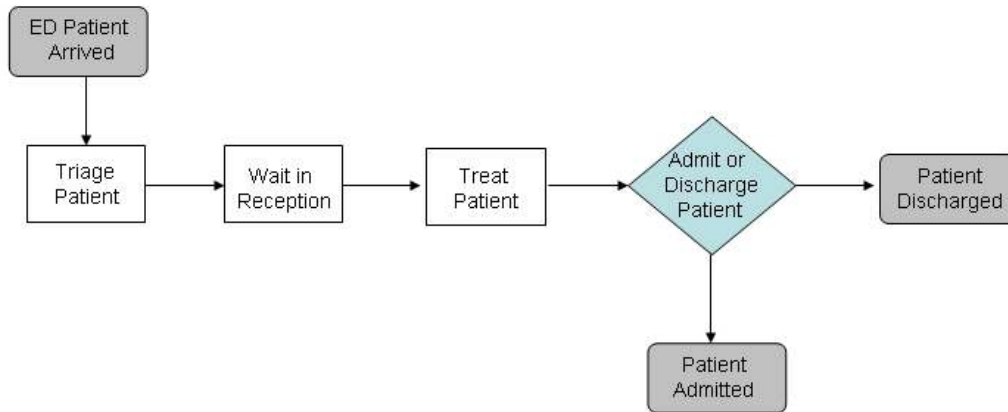 ED Patient
Arrived
Triage
Patient
Wait in
Reception
Treat
Patient
Admit or
Discharge
Patient
Patient
Discharged
Patient
Admitted